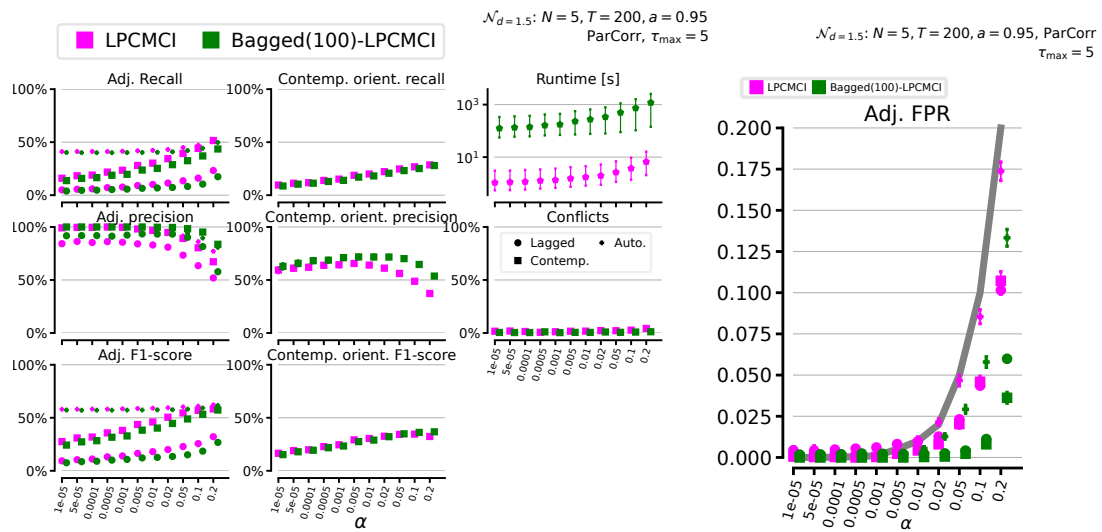 𝒩d=1.5: N = 5, T = 200, a = 0.95
ParCorr, τmax = 5
LPCMCI
Bagged(100)-LPCMCI
Adj. Recall
Contemp. orient. recall
Runtime [s]
100%
50%
0%
100%
50%
0%
10³
10¹
Adj. precision
Contemp. orient. precision
Conflicts
100%
50%
0%
100%
50%
0%
100%
50%
0%
Lagged
Contemp.
Auto.
1e-05
5e-05
0.0001
0.0005
0.001
0.005
0.01
0.02
0.05
0.1
0.2
Adj. F1-score
Contemp. orient. F1-score
100%
50%
0%
100%
50%
0%
1e-05
5e-05
0.0001
0.0005
0.001
0.005
0.01
0.02
0.05
0.1
0.2
1e-05
5e-05
0.0001
0.0005
0.001
0.005
0.01
0.02
0.05
0.1
0.2
α
𝒩d=1.5: N = 5, T = 200, a = 0.95, ParCorr
τmax = 5
LPCMCI
Bagged(100)-LPCMCI
Adj. FPR
0.200
0.175
0.150
0.125
0.100
0.075
0.050
0.025
0.000
1e-05
5e-05
0.0001
0.0005
0.001
0.005
0.01
0.02
0.05
0.1
0.2
α